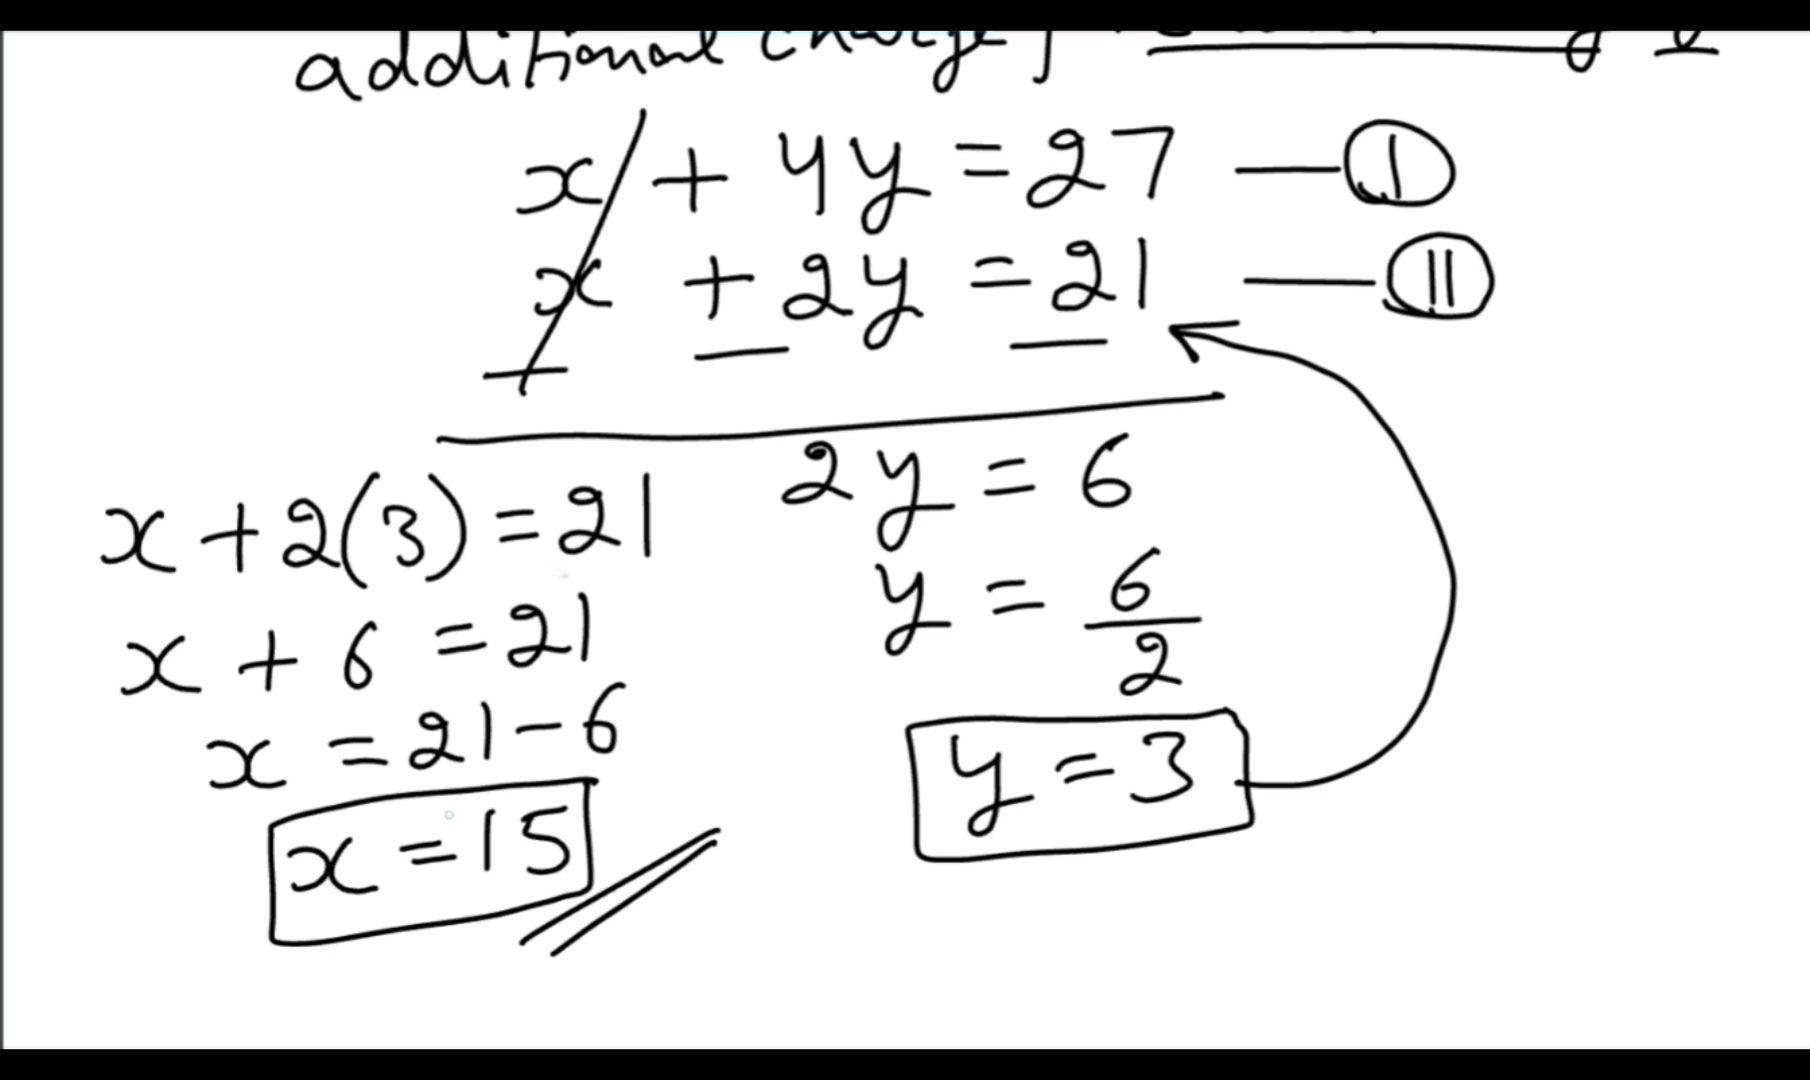 additional charge
x + 4y = 27 — I
x + 2y = 21 — II
— — —
2y = 6
y = 6/2
y = 3
x + 2(3) = 21
x + 6 = 21
x = 21 - 6
x = 15